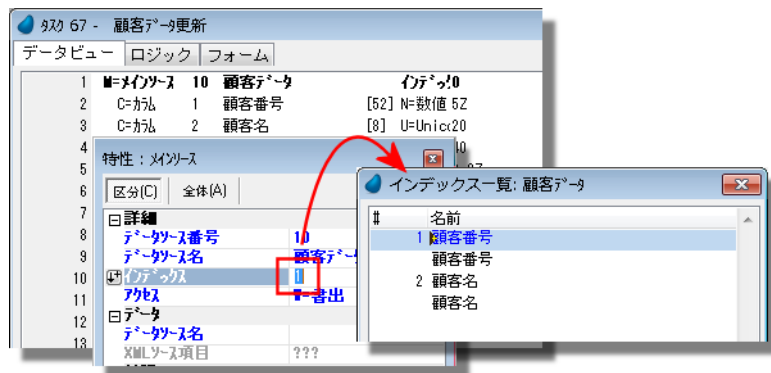 ﾀｽｸ 67 - 顧客ﾃﾞｰﾀ更新
データビュー ロジック フォーム
1 M=ﾒｲﾝｿｰｽ 10 顧客ﾃﾞｰﾀ
2 C=ｶﾗﾑ 1 顧客番号 [52] N=数値 5Z
3 C=ｶﾗﾑ 2 顧客名 [8] 20
4
5
6
7
8
9
10
11
12
13
特性：ﾒｲﾝｿｰｽ
区分(C) 全体(A)
詳細
ﾃﾞｰﾀｿｰｽ番号 10
ﾃﾞｰﾀｿｰｽ名
ｲﾝﾃﾞｯｸｽ 1
ｱｸｾｽ W=書出
ﾃﾞｰﾀ
ﾃﾞｰﾀｿｰｽ名
XMLｿｰｽ項目 ???
インデックス一覧: 顧客ﾃﾞｰﾀ
# 名前
1 顧客番号
顧客番号
2 顧客名
顧客名